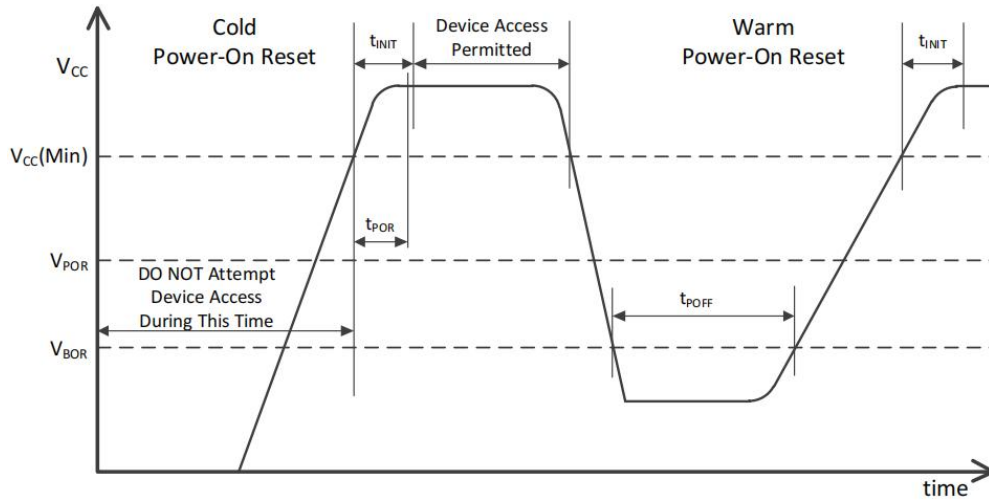 Cold
Power-On Reset
tINIT
Device Access
Permitted
Warm
Power-On Reset
tINIT
VCC
VCC(Min)
tPOR
VPOR
DO NOT Attempt
Device Access
During This Time
tPOFF
VBOR
time